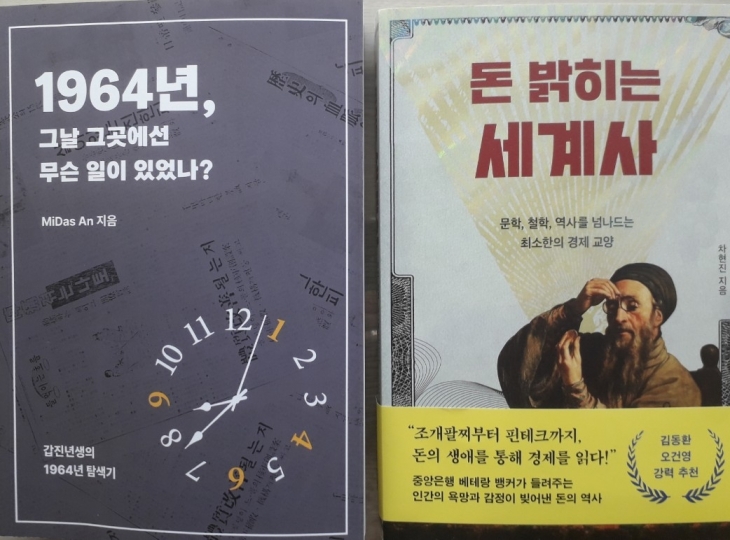 1964년,
그날 그곳에선
무슨 일이 있었나?
MiDas An 지음
12
1
2
3
4
5
6
7
8
9
10
11
갑진년생의
1964년 탐색기
돈 밝히는
세계사
문학, 철학, 역사를 넘나드는
최소한의 경제 교양
차현진 지음
“조개팔찌부터 핀테크까지,
돈의 생애를 통해 경제를 읽다!”
중앙은행 베테랑 뱅커가 들려주는
인간의 욕망과 감정이 빚어낸 돈의 역사
김동환
오건영
강력 추천